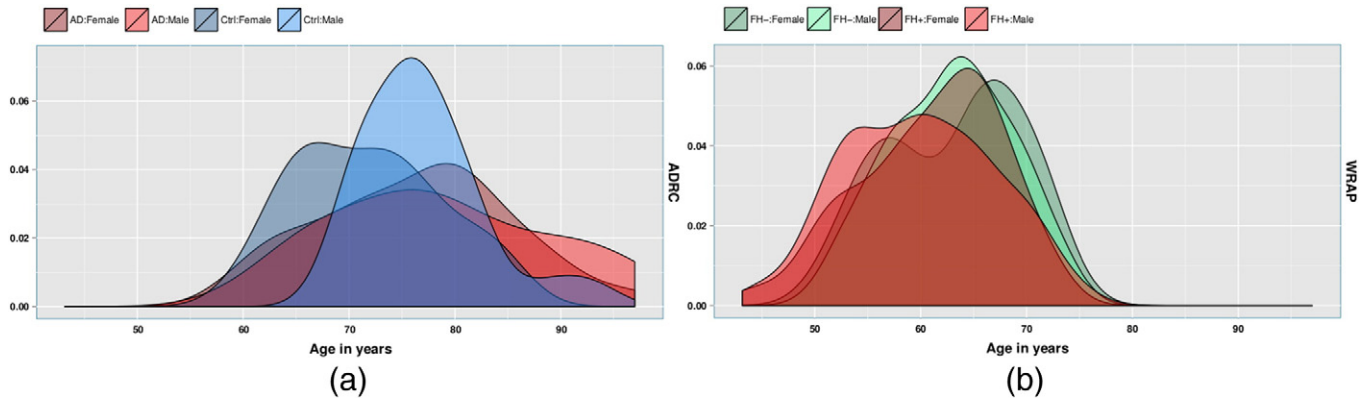 AD:Female AD:Male Ctrl:Female Ctrl:Male
0.06
0.04
0.02
0.00
50 60 70 80 90
Age in years
ADRC
(a)
FH−:Female FH−:Male FH+:Female FH+:Male
0.06
0.04
0.02
0.00
50 60 70 80 90
Age in years
WRAP
(b)